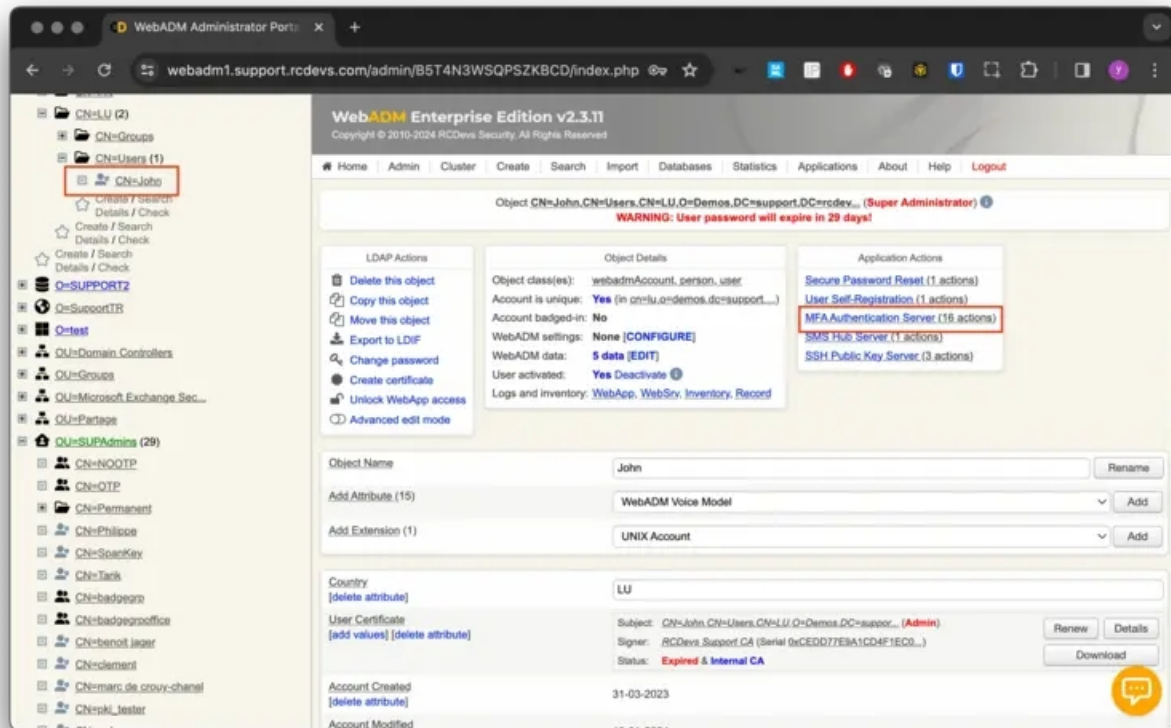 WebADM Administrator Porta
webadm1.support.rcdevs.com/admin/B5T4N3WSQPSZKBCD/index.php
y
CN=LU (2)
CN=Groups
CN=Users (1)
CN=John
Create / Search
Details / Check
Create / Search
Details / Check
Create / Search
Details / Check
O=SUPPORT2
O=SupportTR
O=test
OU=Domain Controllers
OU=Groups
OU=Microsoft Exchange Sec...
OU=Partage
OU=SUPAdmins (29)
CN=NOOTP
CN=OTP
CN=Permanent
CN=Philippe
CN=SpanKey
CN=Tarik
CN=badgegrp
CN=badgegrpoffice
CN=benoit jager
CN=clement
CN=marc de crouy-chanel
CN=pki_tester
WebADM Enterprise Edition v2.3.11
Copyright © 2010-2024 RCDevs Security, All Rights Reserved
Home Admin Cluster Create Search Import Databases Statistics Applications About Help Logout
Object CN=John,CN=Users,CN=LU,O=Demos,DC=support,DC=rcdev... (Super Administrator)
WARNING: User password will expire in 29 days!
LDAP Actions
Delete this object
Copy this object
Move this object
Export to LDIF
Change password
Create certificate
Unlock WebApp access
Advanced edit mode
Object Details
Object class(es): webadmAccount, person, user
Account is unique: Yes (in cn=lu,o=demos,dc=support,...)
Account badged-in: No
WebADM settings: None [CONFIGURE]
WebADM data: 5 data [EDIT]
User activated: Yes Deactivate
Logs and inventory: WebApp, WebSrv, Inventory, Record
Application Actions
Secure Password Reset (1 actions)
User Self-Registration (1 actions)
MFA Authentication Server (16 actions)
SMS Hub Server (1 actions)
SSH Public Key Server (3 actions)
Object Name John Rename
Add Attribute (15) WebADM Voice Model Add
Add Extension (1) UNIX Account Add
Country LU
[delete attribute]
User Certificate
[add values] [delete attribute]
Subject: CN=John,CN=Users,CN=LU,O=Demos,DC=suppor... (Admin)
Signer: RCDevs Support CA (Serial 0xCEDD77E9A1CD4F1EC0...)
Status: Expired & Internal CA
Renew Details
Download
Account Created 31-03-2023
[delete attribute]
Account Modified